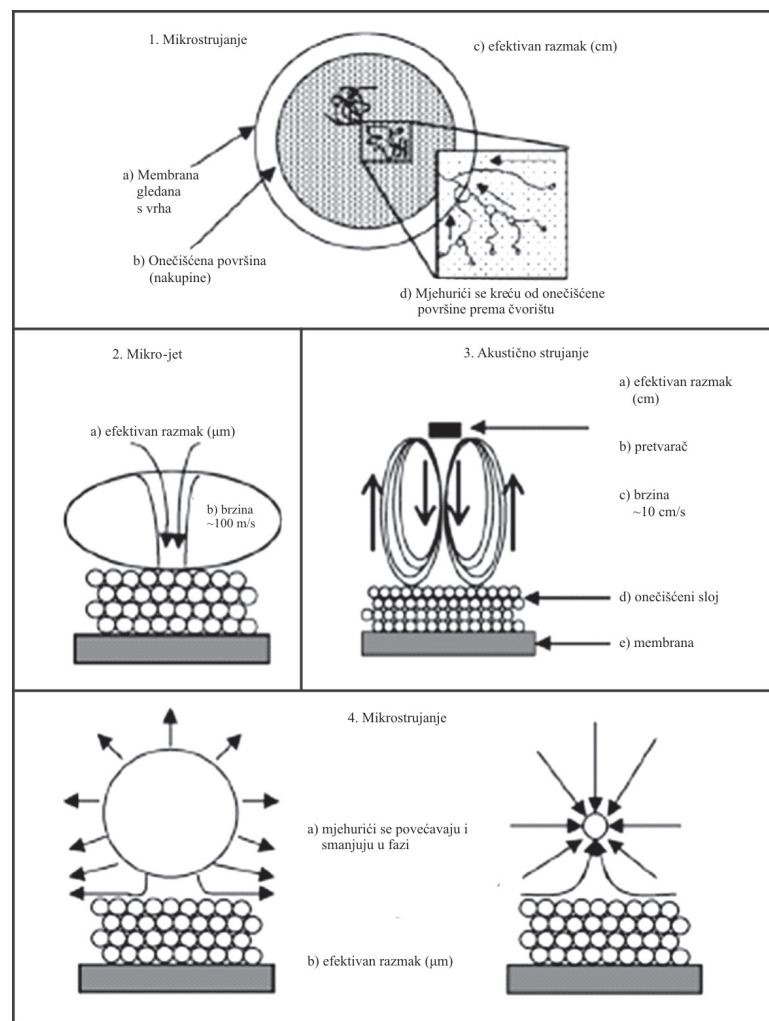 1. Mikrostrujanje
c) efektivan razmak (cm)
a) Membrana
gledana
s vrha
b) Onečišćena površina
(nakupine)
d) Mjehurići se kreću od onečišćene
površine prema čvorištu
2. Mikro-jet
a) efektivan razmak (μm)
b) brzina
~100 m/s
3. Akustično strujanje
a) efektivan razmak
(cm)
b) pretvarač
c) brzina
~10 cm/s
d) onečišćeni sloj
e) membrana
4. Mikrostrujanje
a) mjehurići se povećavaju i
smanjuju u fazi
b) efektivan razmak (μm)